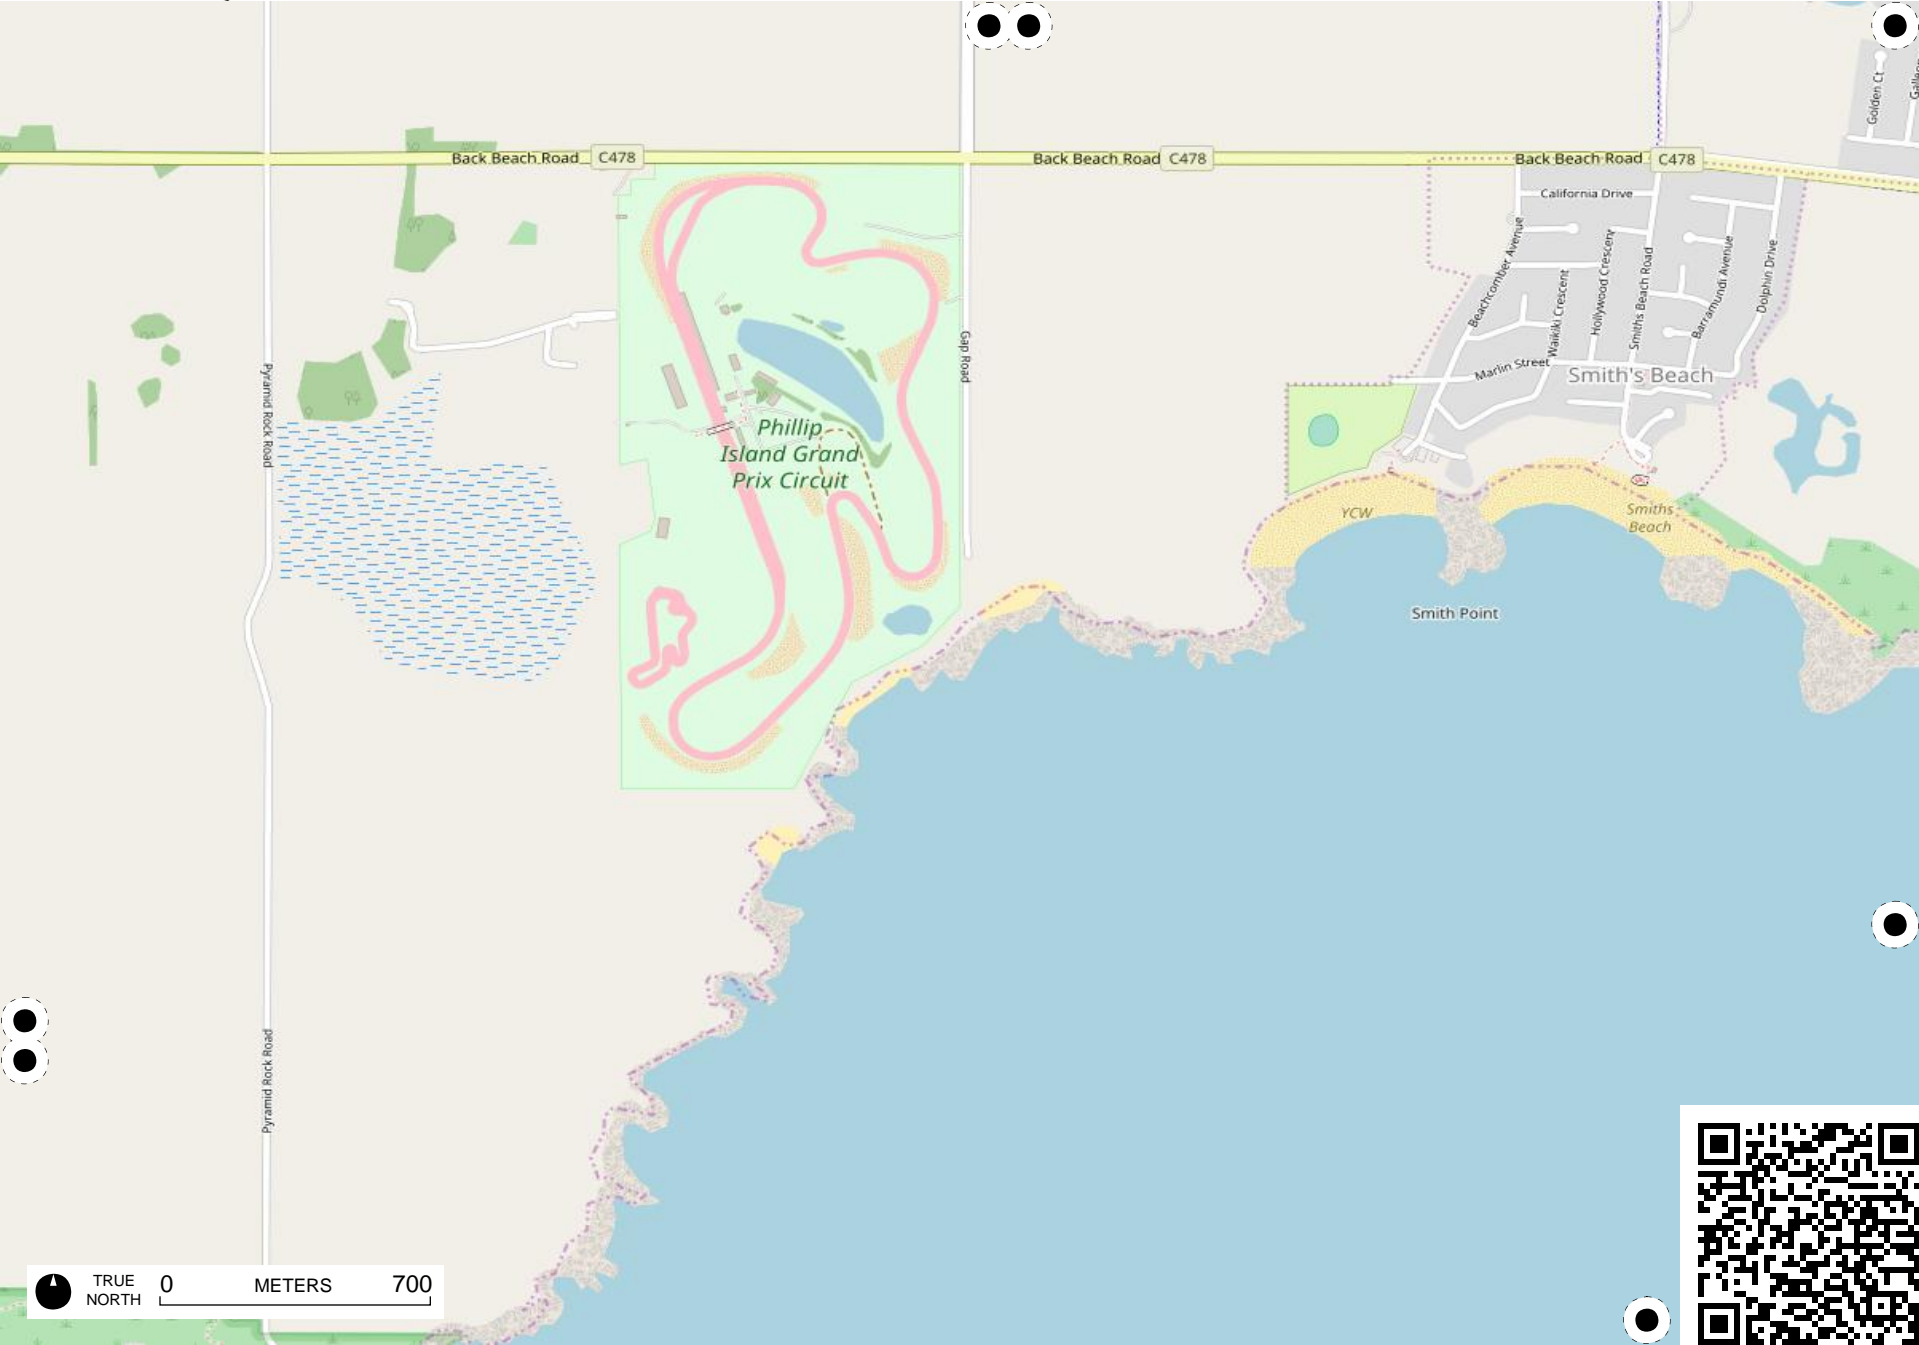 Back Beach Road
C478
Back Beach Road
C478
Back Beach Road
C478
Golden Ct
California Drive
Beachcomber Avenue
Hollywood Crescent
Smiths Beach Road
Waikiki Crescent
Barramundi Avenue
Dolphin Drive
Marlin Street
Smith's Beach
Gap Road
Pyramid Rock Road
Phillip
Island Grand
Prix Circuit
YCW
Smiths
Beach
Smith Point
Pyramid Rock Road
TRUE
NORTH
0 METERS 700